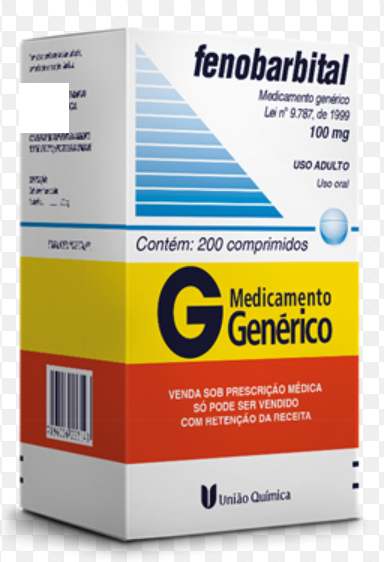 fenobarbital
Medicamento genérico
Lei nº 9.787, de 1999
100 mg
USO ADULTO
Uso oral
Contém: 200 comprimidos
G Medicamento
Genérico
VENDA SOB PRESCRIÇÃO MÉDICA
SÓ PODE SER VENDIDO
COM RETENÇÃO DA RECEITA
União Química